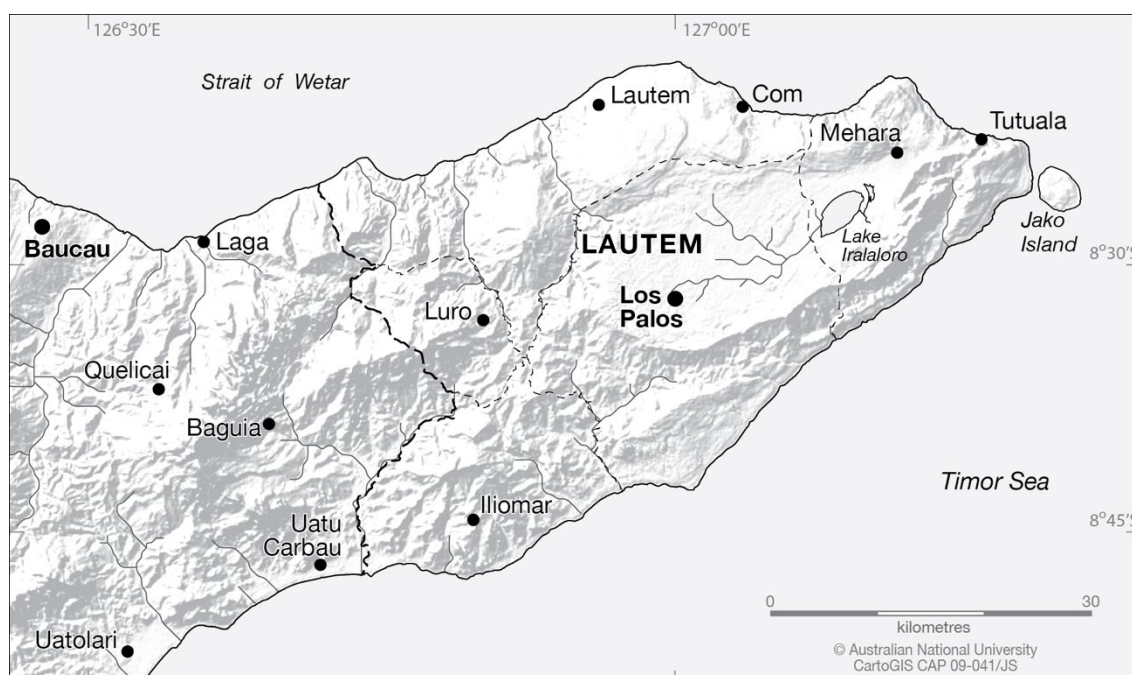 126°30'E
127°00'E
Strait of Wetar
Lautem
Com
Tutuala
Mehara
Baucau
Laga
LAUTEM
Lake
Iralaloro
Jako
Island
8°30'S
Luro
Los
Palos
Quelicai
Baguia
Timor Sea
Iliomar
Uatu
Carbau
8°45'S
Uatolari
0
30
kilometres
© Australian National University
CartoGIS CAP 09-041/JS